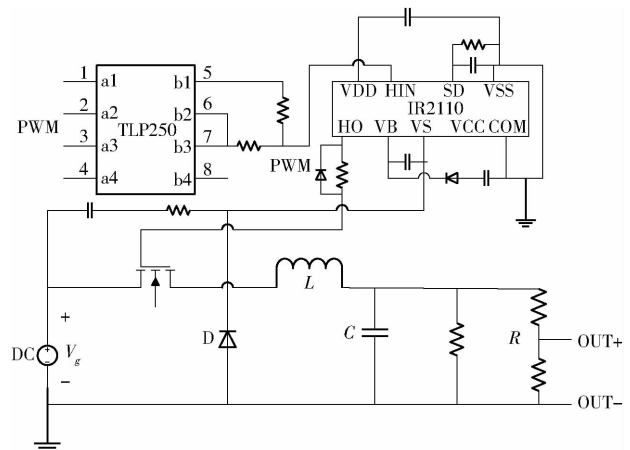 1 a1 b1 5
2 a2 b2 6
PWM TLP250
3 a3 b3 7
4 a4 b4 8
VDD HIN SD VSS
IR2110
HO VB VS VCC COM
PWM
L
+
DC Vg
−
D
C
R
OUT+
OUT−